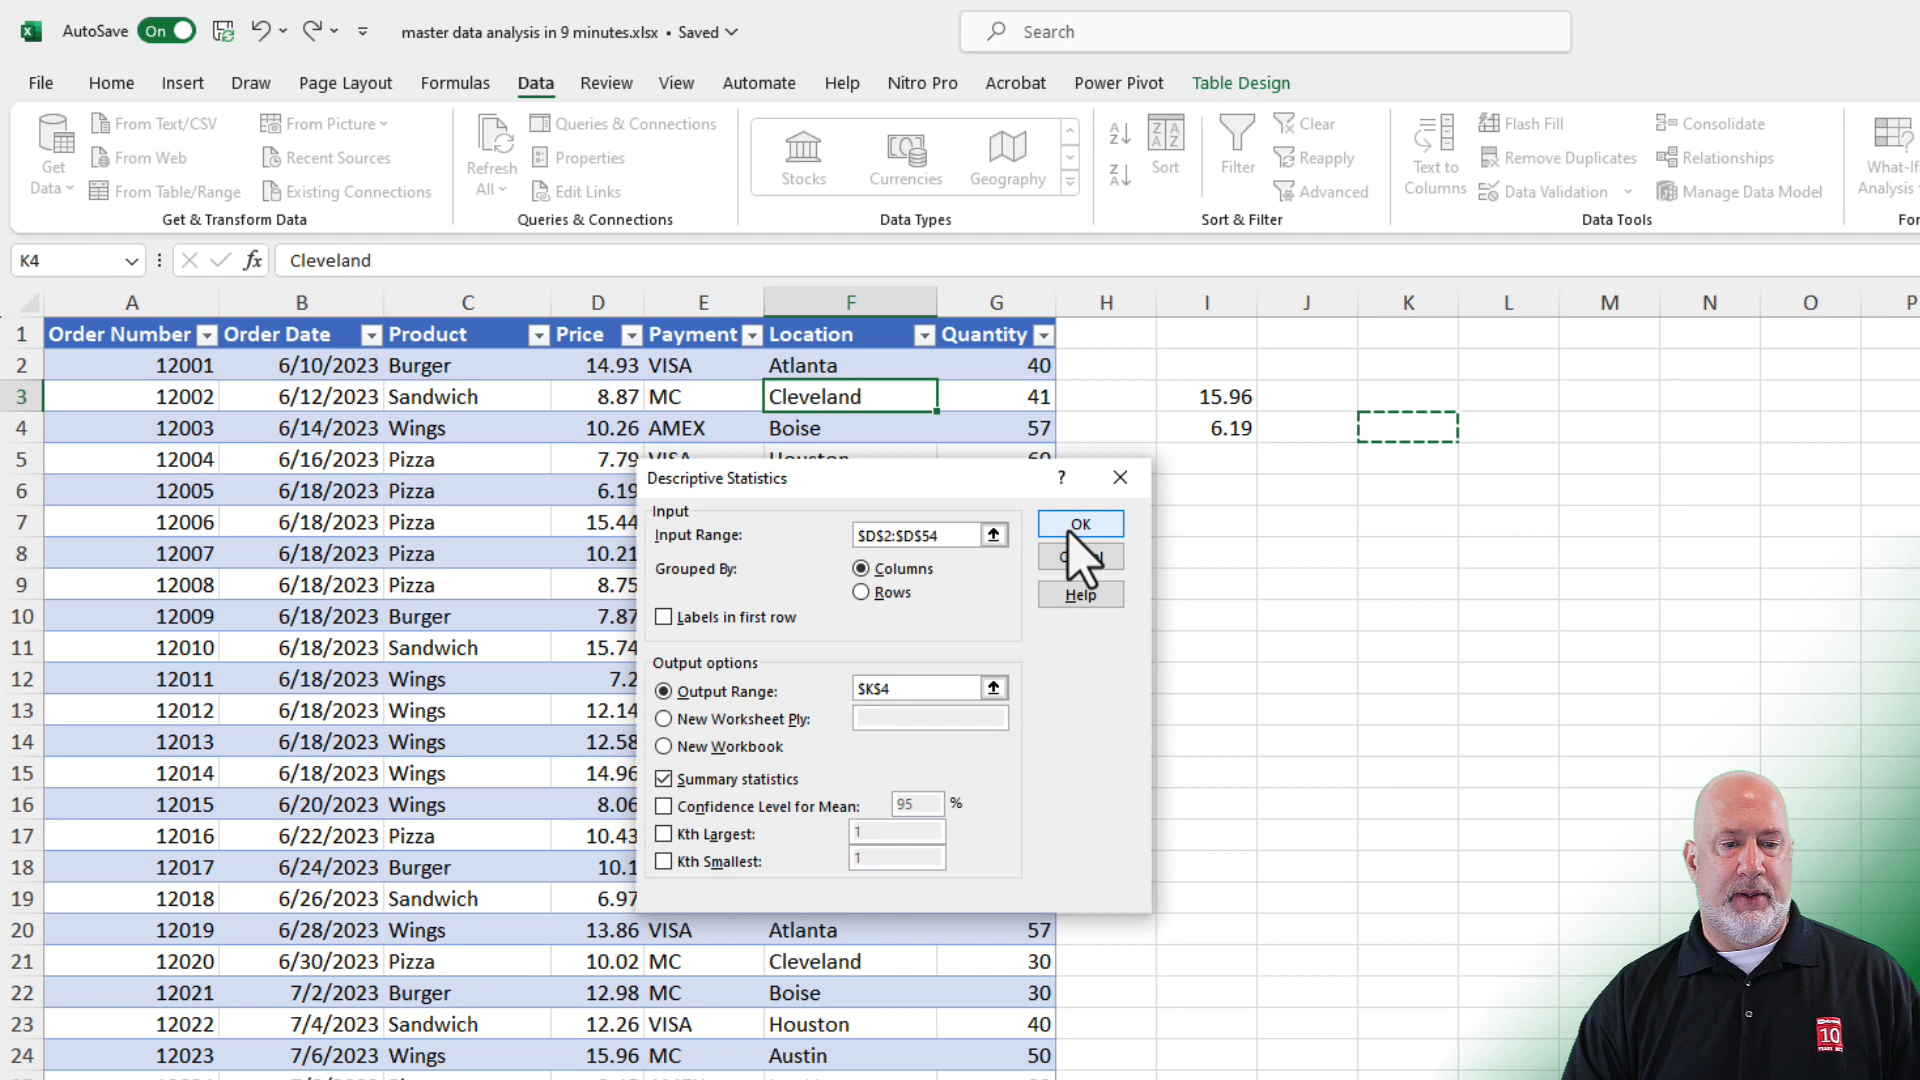 AutoSave On master data analysis in 9 minutes.xlsx • Saved Search
File Home Insert Draw Page Layout Formulas Data Review View Automate Help Nitro Pro Acrobat Power Pivot Table Design
Get Data
From Text/CSV
From Web
From Table/Range
From Picture
Recent Sources
Existing Connections
Get & Transform Data
Refresh All
Queries & Connections
Properties
Edit Links
Queries & Connections
Stocks
Currencies
Geography
Data Types
Sort
Filter
Clear
Reapply
Advanced
Sort & Filter
Text to Columns
Flash Fill
Remove Duplicates
Data Validation
Consolidate
Relationships
Manage Data Model
Data Tools
What-If
Analysis
For
K4 fx Cleveland
A B C D E F G H I J K L M N O P
1 Order Number Order Date Product Price Payment Location Quantity
2 12001 6/10/2023 Burger 14.93 VISA Atlanta 40
3 12002 6/12/2023 Sandwich 8.87 MC Cleveland 41 15.96
4 12003 6/14/2023 Wings 10.26 AMEX Boise 57 6.19
5 12004 6/16/2023 Pizza 7.79 VISA Houston 60
6 12005 6/18/2023 Pizza 6.19
7 12006 6/18/2023 Pizza 15.44
8 12007 6/18/2023 Pizza 10.21
9 12008 6/18/2023 Pizza 8.75
10 12009 6/18/2023 Burger 7.87
11 12010 6/18/2023 Sandwich 15.74
12 12011 6/18/2023 Wings 7.2
13 12012 6/18/2023 Wings 12.14
14 12013 6/18/2023 Wings 12.58
15 12014 6/18/2023 Wings 14.96
16 12015 6/20/2023 Wings 8.06
17 12016 6/22/2023 Pizza 10.43
18 12017 6/24/2023 Burger 10.1
19 12018 6/26/2023 Sandwich 6.97
20 12019 6/28/2023 Wings 13.86 VISA Atlanta 57
21 12020 6/30/2023 Pizza 10.02 MC Cleveland 30
22 12021 7/2/2023 Burger 12.98 MC Boise 30
23 12022 7/4/2023 Sandwich 12.26 VISA Houston 40
24 12023 7/6/2023 Wings 15.96 MC Austin 50
Descriptive Statistics ?
Input
Input Range: $D$2:$D$54
Grouped By: Columns
Rows
Labels in first row
OK
Help
Output options
Output Range: $K$4
New Worksheet Ply:
New Workbook
Summary statistics
Confidence Level for Mean: 95 %
Kth Largest: 1
Kth Smallest: 1
10